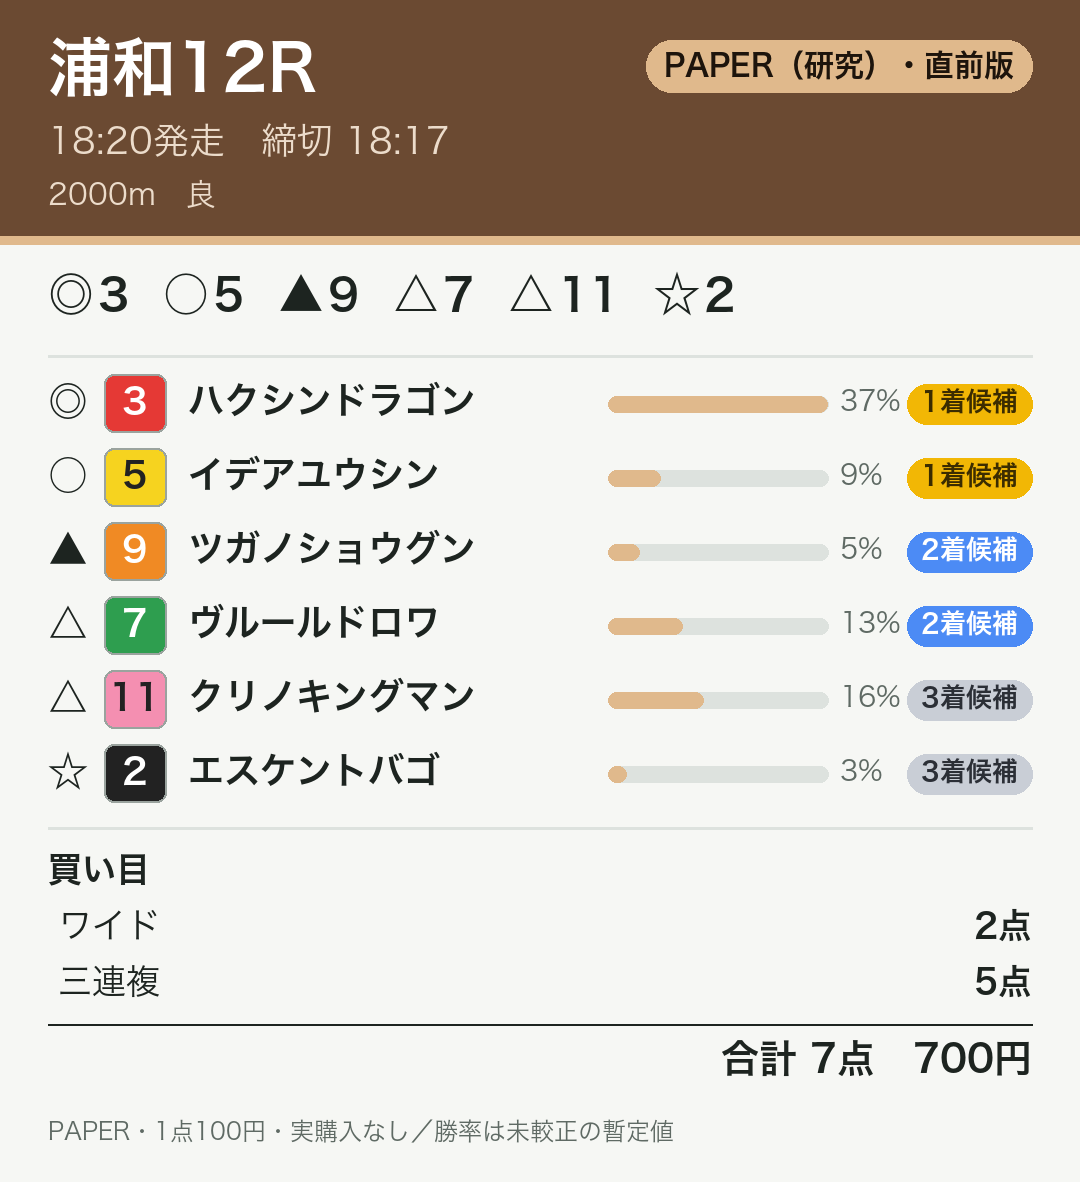 浦和12R
PAPER（研究）・直前版
18:20発走　締切 18:17
2000m　良
◎3 ○5 ▲9 △7 △11 ☆2
◎ 3 ハクシンドラゴン 37% 1着候補
○ 5 イデアユウシン 9% 1着候補
▲ 9 ツガノショウグン 5% 2着候補
△ 7 ヴルールドロワ 13% 2着候補
△ 11 クリノキングマン 16% 3着候補
☆ 2 エスケントバゴ 3% 3着候補
買い目
ワイド 2点
三連複 5点
合計 7点　700円
PAPER・1点100円・実購入なし／勝率は未較正の暫定値